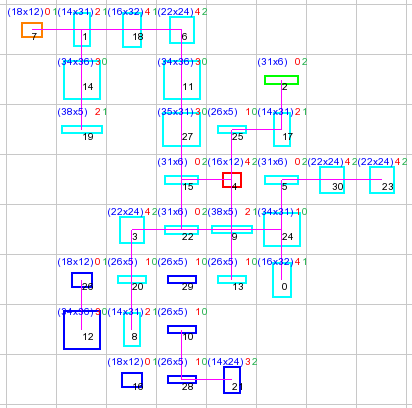 (18x12)0 1 (14x31)2 1 (16x32)4 1 (22x24)4 2
7 1 18 6
(34x36)3 0 (34x36)3 0 (31x6) 0 2
14 11 2
(38x5) 2 1 (35x31)3 0 (26x5) 1 0 (14x31)2 1
19 27 25 17
(31x6) 0 2 (16x12)4 2 (31x6) 0 2 (22x24)4 2 (22x24)4 2
15 4 5 30 23
(22x24)4 2 (31x6) 0 2 (38x5) 2 1 (34x31)1 0
3 22 9 24
(18x12)0 1 (26x5) 1 0 (26x5) 1 0 (26x5) 1 0 (16x32)4 1
26 20 29 13 0
(34x36)3 0 (14x31)2 1 (26x5) 1 0
12 8 10
(18x12)0 1 (26x5) 1 0 (14x24)3 2
16 28 21